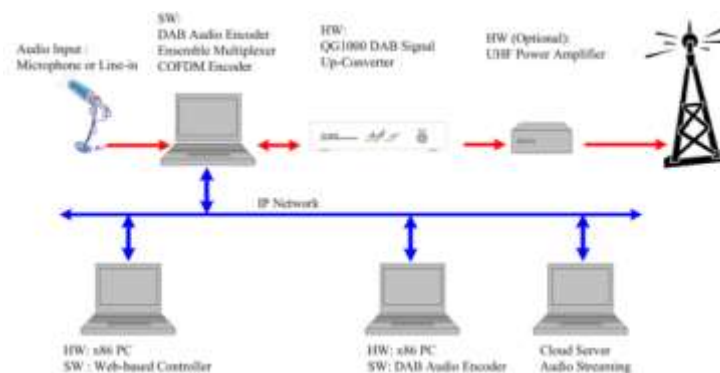 SW:
DAB Audio Encoder
Ensemble Multiplexer
COFDM Encoder
HW:
QG1000 DAB Signal
Up-Converter
HW (Optional):
UHF Power Amplifier
Audio Input :
Microphone or Line-in
IP Network
HW: x86 PC
SW : Web-based Controller
HW: x86 PC
SW: DAB Audio Encoder
Cloud Server
Audio Streaming